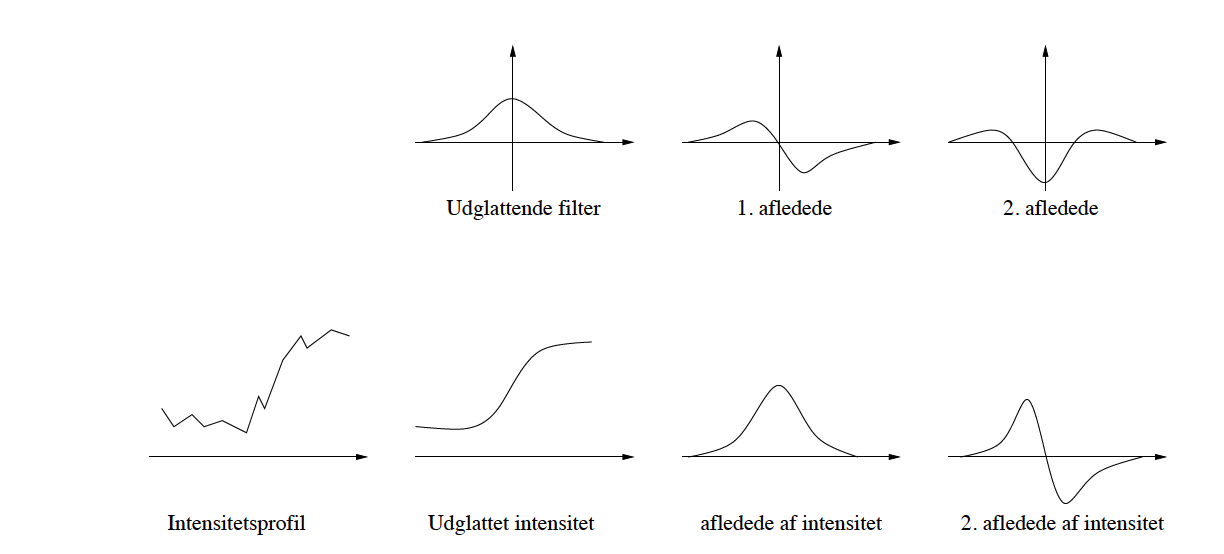 Udglattende filter
1. afledede
2. afledede
Intensitetsprofil
Udglattet intensitet
afledede af intensitet
2. afledede af intensitet